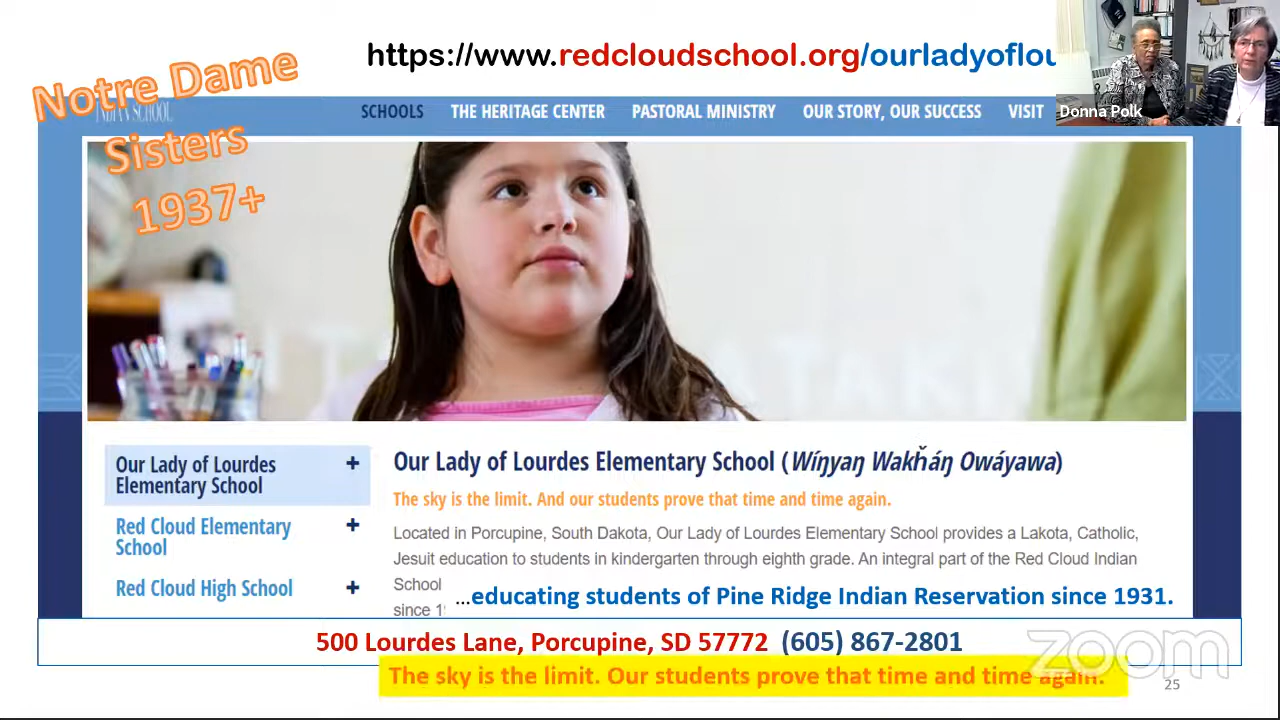 https://www.redcloudschool.org/ourladyoflou
Donna Polk
Notre Dame
Sisters
1937+
INDIAN SCHOOL
SCHOOLS THE HERITAGE CENTER PASTORAL MINISTRY OUR STORY, OUR SUCCESS VISIT
Our Lady of Lourdes +
Elementary School
Red Cloud Elementary +
School
Red Cloud High School +
Our Lady of Lourdes Elementary School (Wíŋyaŋ Wakȟáŋ Owáyawa)
The sky is the limit. And our students prove that time and time again.
Located in Porcupine, South Dakota, Our Lady of Lourdes Elementary School provides a Lakota, Catholic,
Jesuit education to students in kindergarten through eighth grade. An integral part of the Red Cloud Indian
School
...educating students of Pine Ridge Indian Reservation since 1931.
since
500 Lourdes Lane, Porcupine, SD 57772 (605) 867-2801
The sky is the limit. Our students prove that time and time again.
zoom
25